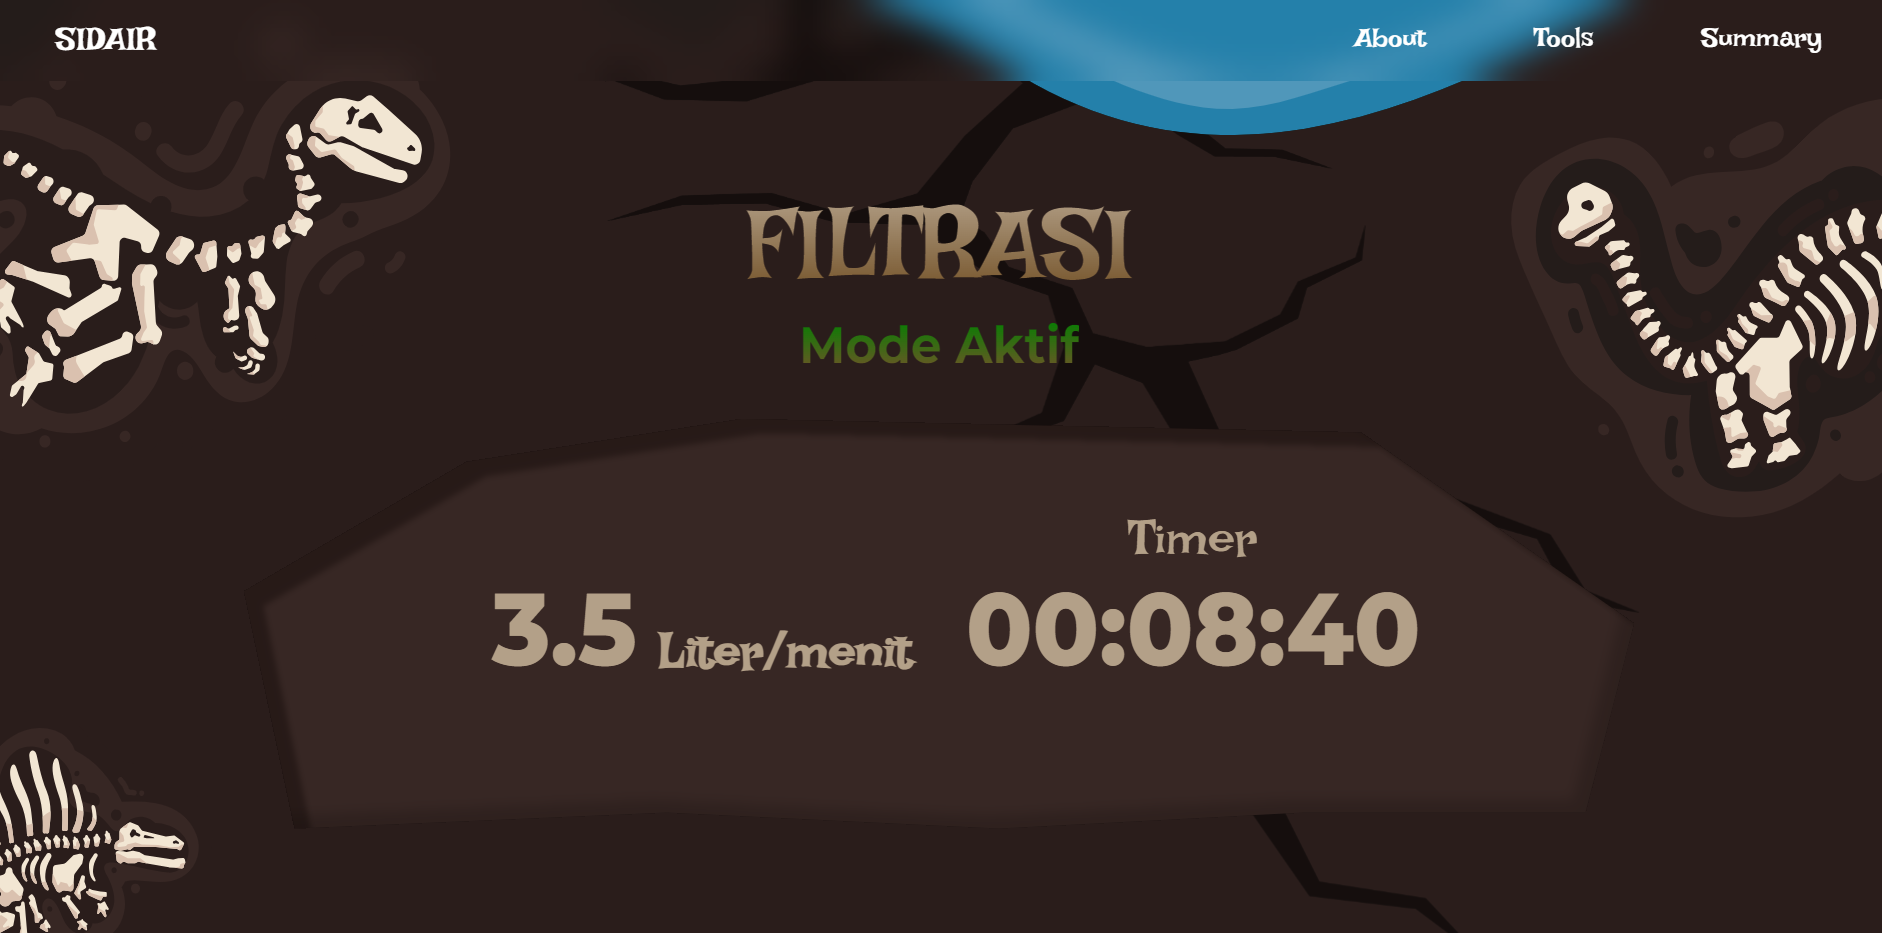 SIDAIR About Tools Summary
FILTRASI
Mode Aktif
Timer
3.5 Liter/menit 00:08:40